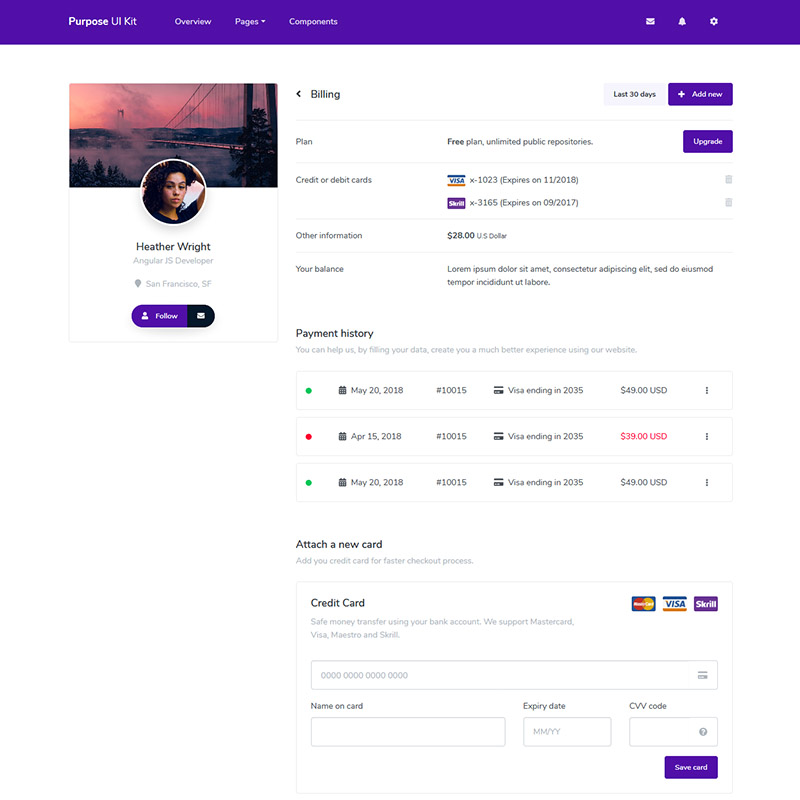 Purpose UI Kit
Overview
Pages
Components
Heather Wright
Angular JS Developer
San Francisco, SF
Follow
Billing
Last 30 days
Add new
Plan
Free plan, unlimited public repositories.
Upgrade
Credit or debit cards
VISA x-1023 (Expires on 11/2018)
Skrill x-3165 (Expires on 09/2017)
Other information
$28.00 U.S Dollar
Your balance
Lorem ipsum dolor sit amet, consectetur adipiscing elit, sed do eiusmod
tempor incididunt ut labore.
Payment history
You can help us, by filling your data, create you a much better experience using our website.
May 20, 2018 #10015 Visa ending in 2035 $49.00 USD
Apr 15, 2018 #10015 Visa ending in 2035 $39.00 USD
May 20, 2018 #10015 Visa ending in 2035 $49.00 USD
Attach a new card
Add you credit card for faster checkout process.
Credit Card
MasterCard VISA Skrill
Safe money transfer using your bank account. We support Mastercard,
Visa, Maestro and Skrill.
0000 0000 0000 0000
Name on card
Expiry date
CVV code
MM/YY
Save card